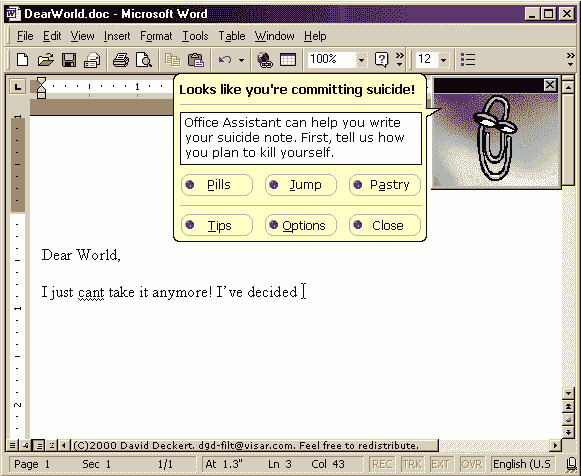 DearWorld.doc - Microsoft Word
File Edit View Insert Format Tools Table Window Help
100% 12
1
Looks like you're committing suicide!
Office Assistant can help you write
your suicide note. First, tell us how
you plan to kill yourself.
Pills Jump Pastry
Tips Options Close
Dear World,
I just cant take it anymore! I've decided
1
1
2
(C)2000 David Deckert. dgd-filt@visar.com. Feel free to redistribute.
Page 1 Sec 1 1/1 At 1.3" Ln 3 Col 43 REC TRK EXT OVR English (U.S